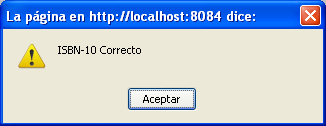 La página en http://localhost:8084 dice:
ISBN-10 Correcto
Aceptar